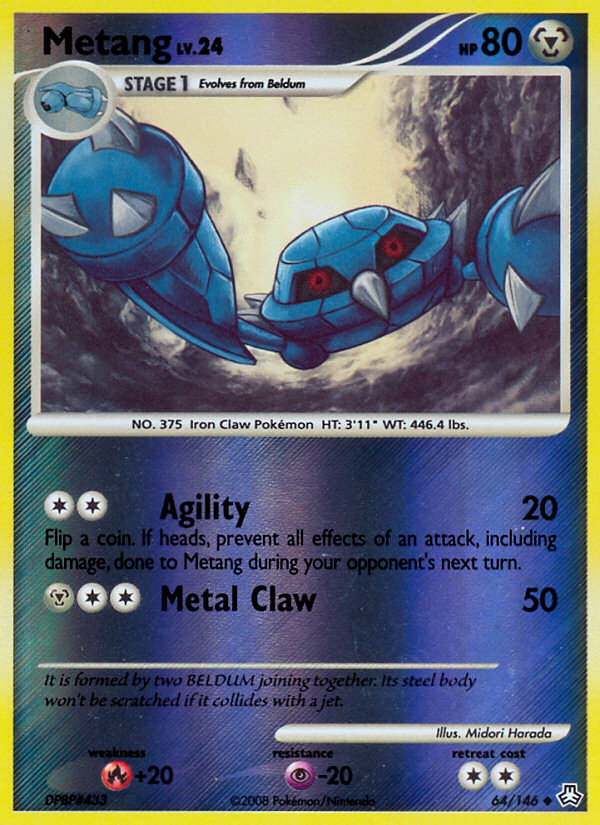 Metang LV.24
HP 80
STAGE 1 Evolves from Beldum
NO. 375 Iron Claw Pokémon HT: 3'11" WT: 446.4 lbs.
Agility 20
Flip a coin. If heads, prevent all effects of an attack, including
damage, done to Metang during your opponent's next turn.
Metal Claw 50
It is formed by two BELDUM joining together. Its steel body
won't be scratched if it collides with a jet.
Illus. Midori Harada
weakness resistance retreat cost
+20 -20
DPBP#433 ©2008 Pokémon/Nintendo 64/146